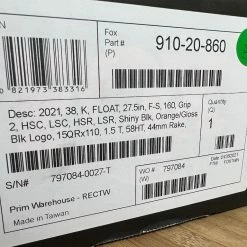 Fox
Part #
(P)
910-20-860
821973 383316
Desc: 2021, 38, K, FLOAT, 27.5in, F-S, 160, Grip
2, HSC, LSC, HSR, LSR, Shiny Blk, Orange/Gloss
Blk Logo, 15QRx110, 1.5 T, 58HT, 44mm Rake,
Quantity
(Q)
1
S/N#
797084-0027-T
WO #
797084
(W)
Prim Warehouse - RECTW
Made in Taiwan